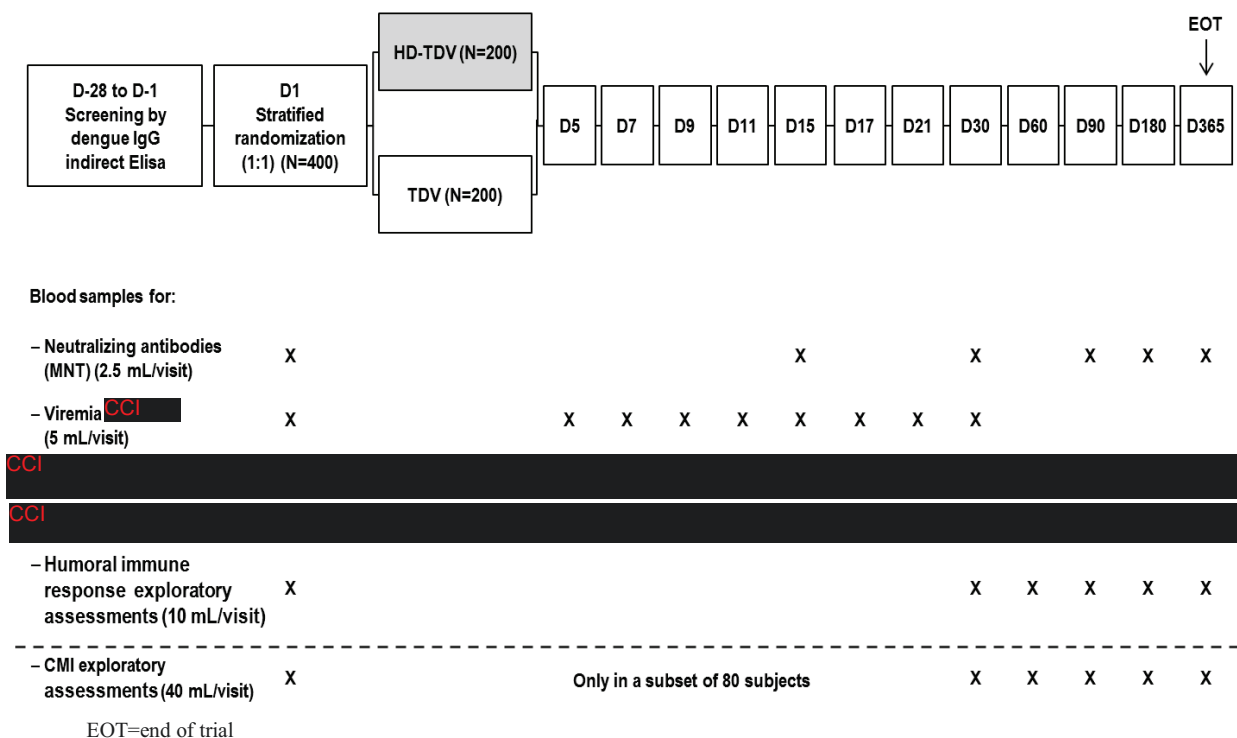 EOT
HD-TDV (N=200)
D-28 to D-1
Screening by
dengue IgG
indirect Elisa
D1
Stratified
randomization
(1:1) (N=400)
TDV (N=200)
D5
D7
D9
D11
D15
D17
D21
D30
D60
D90
D180
D365
Blood samples for:
– Neutralizing antibodies
(MNT) (2.5 mL/visit)
X X X X X X
– Viremia CCI
(5 mL/visit)
X X X X X X X X X
CCI
CCI
– Humoral immune
response exploratory
assessments (10 mL/visit)
X X X X X X
– CMI exploratory
assessments (40 mL/visit)
X Only in a subset of 80 subjects X X X X X
EOT=end of trial